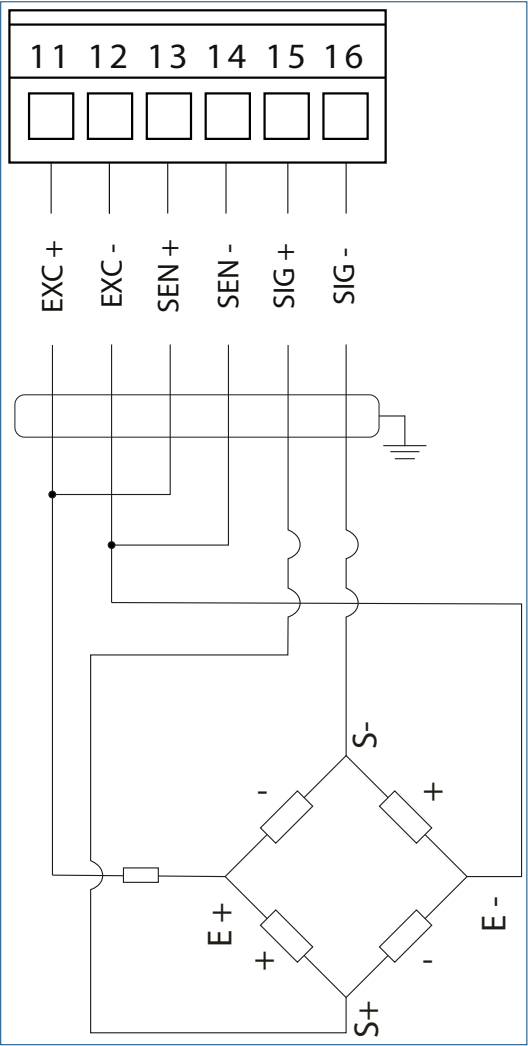 11 12 13 14 15 16
EXC +
EXC -
SEN +
SEN -
SIG +
SIG -
S-
-
+
E +
E -
+
-
S+